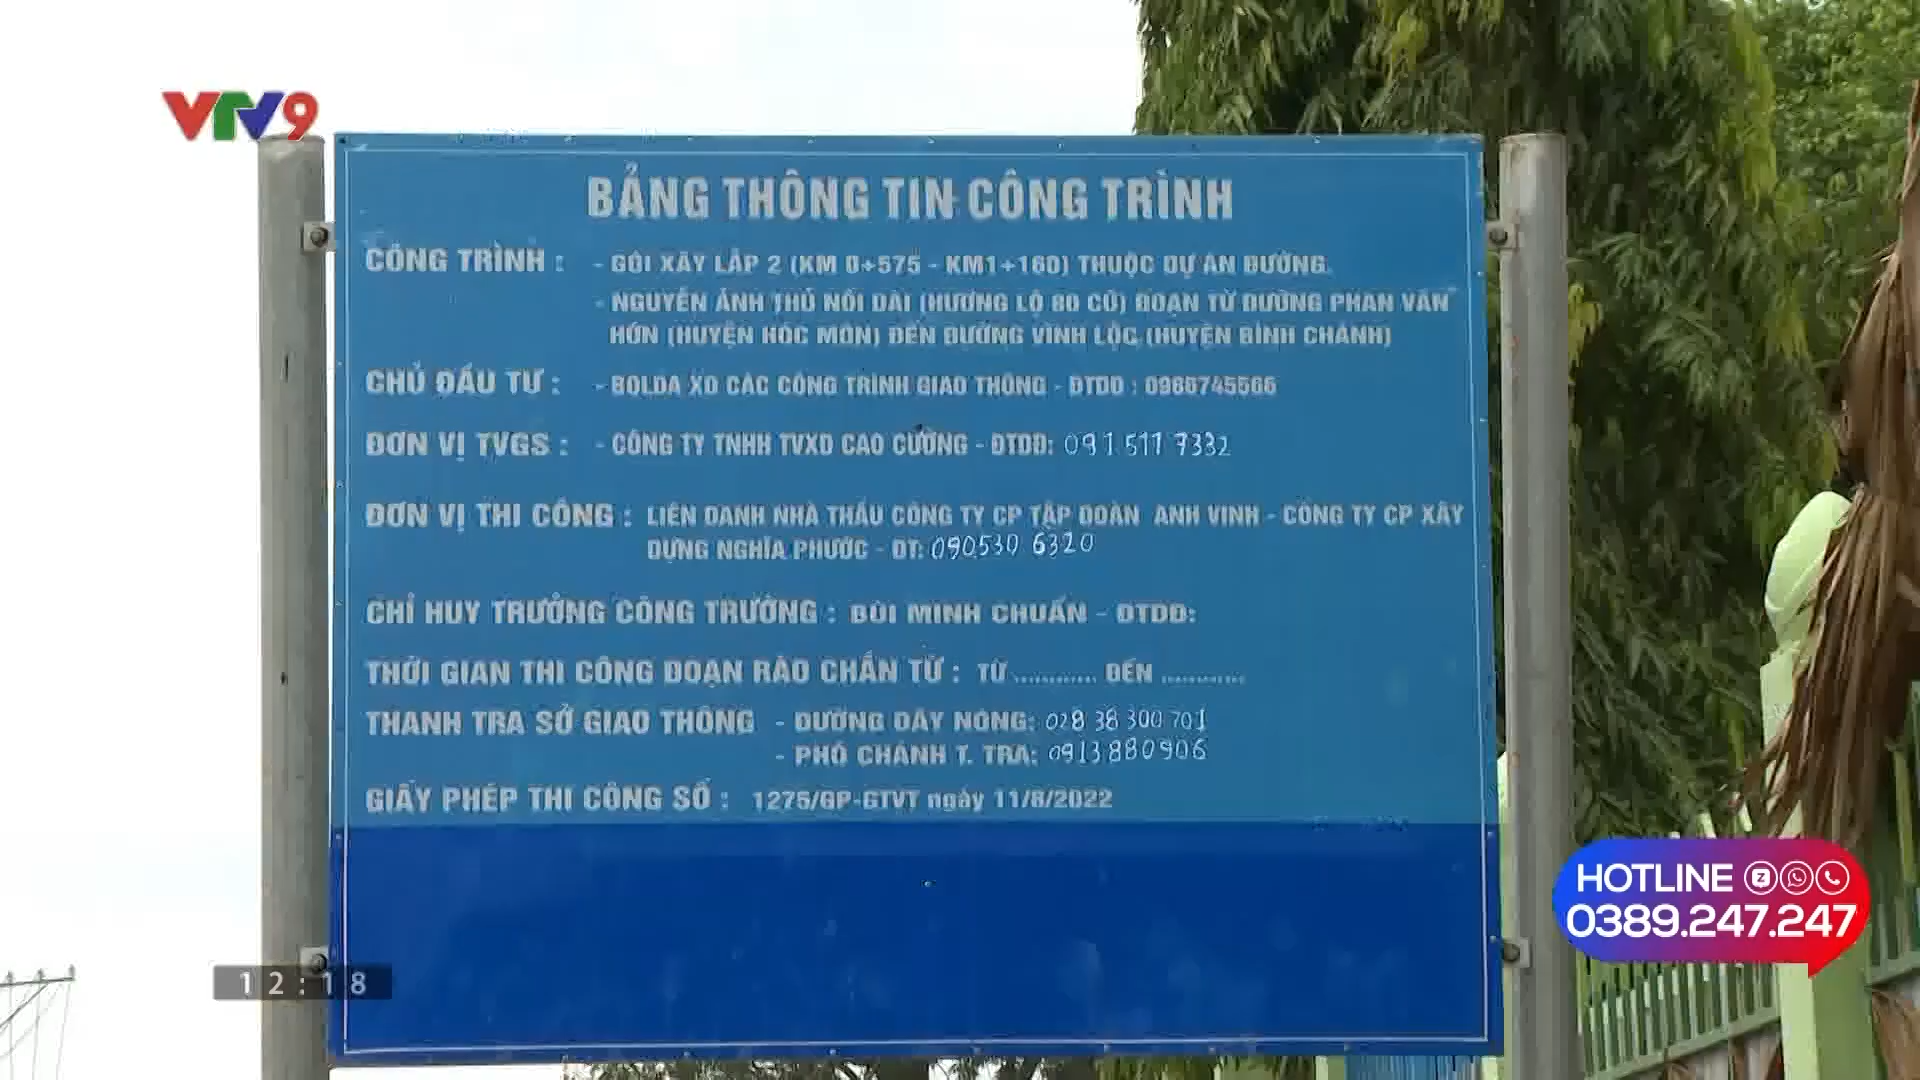 VTV9
BẢNG THÔNG TIN CÔNG TRÌNH
CÔNG TRÌNH : - GÓI XÂY LẮP 2 (KM 0+575 - KM1+160) THUỘC DỰ ÁN ĐƯỜNG
- NGUYỄN ẢNH THỦ NỐI DÀI (HƯƠNG LỘ 80 CŨ) ĐOẠN TỪ ĐƯỜNG PHAN VĂN
HỚN (HUYỆN HÓC MÔN) ĐẾN ĐƯỜNG VĨNH LỘC (HUYỆN BÌNH CHÁNH)
CHỦ ĐẦU TƯ : - BQLDA XD CÁC CÔNG TRÌNH GIAO THÔNG - ĐTDĐ :
ĐƠN VỊ TVGS : - CÔNG TY TNHH TVXD CAO CƯỜNG - ĐTDĐ: 091 511 7332
ĐƠN VỊ THI CÔNG : LIÊN DANH NHÀ THẦU CÔNG TY CP TẬP ĐOÀN ANH VINH - CÔNG TY CP XÂY
DỰNG NGHĨA PHƯỚC - ĐT: 090530 6320
CHỈ HUY TRƯỞNG CÔNG TRƯỜNG : BÙI MINH CHUẨN - ĐTDĐ:
THỜI GIAN THI CÔNG ĐOẠN RÀO CHẮN TỪ : TỪ ............ ĐẾN ............
THANH TRA SỞ GIAO THÔNG - ĐƯỜNG DÂY NÓNG: 028 38 300 701
- PHÓ CHÁNH T. TRA: 0913880906
GIẤY PHÉP THI CÔNG SỐ : 1275/GP-GTVT ngày 11/8/2022
HOTLINE
0389.247.247
12:18